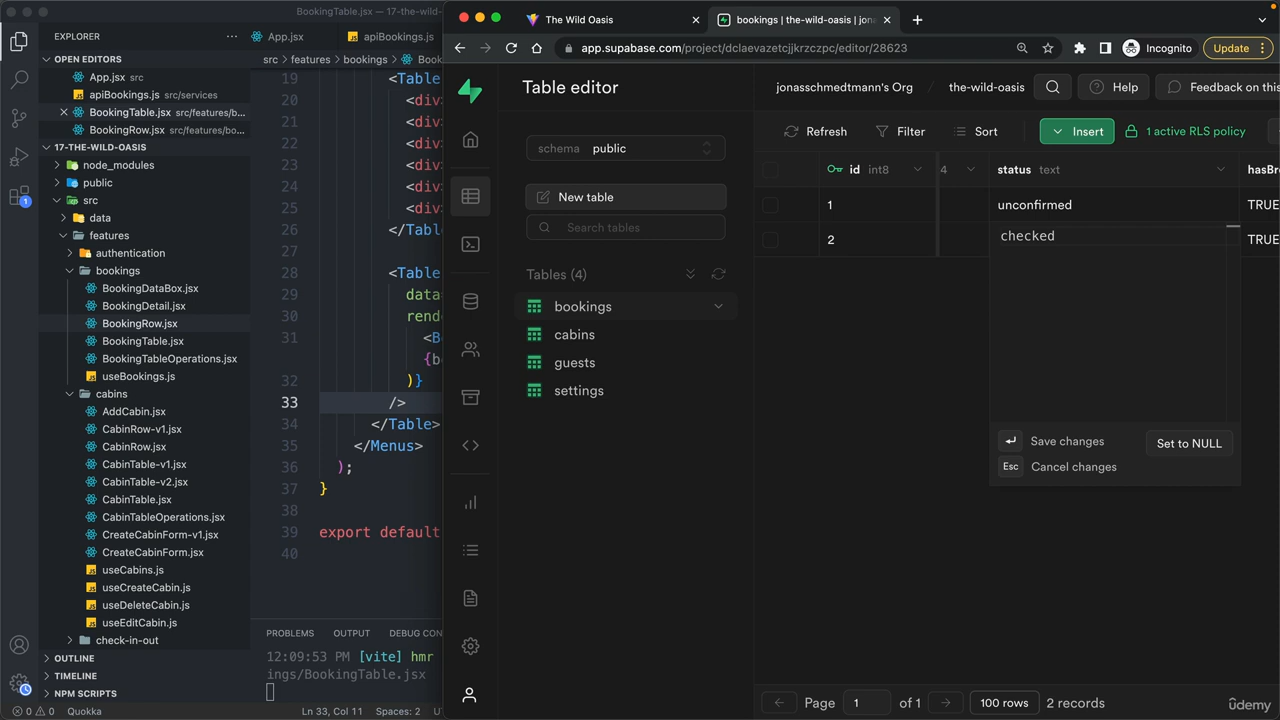 BookingTable.jsx — 17-the-wild-
EXPLORER
OPEN EDITORS
App.jsx src
apiBookings.js src/services
BookingTable.jsx src/features/b...
BookingRow.jsx src/features/bo...
17-THE-WILD-OASIS
node_modules
public
src
data
features
authentication
bookings
BookingDataBox.jsx
BookingDetail.jsx
BookingRow.jsx
BookingTable.jsx
BookingTableOperations.jsx
useBookings.js
cabins
AddCabin.jsx
CabinRow-v1.jsx
CabinRow.jsx
CabinTable-v1.jsx
CabinTable-v2.jsx
CabinTable.jsx
CabinTableOperations.jsx
CreateCabinForm-v1.jsx
CreateCabinForm.jsx
useCabins.js
useCreateCabin.js
useDeleteCabin.js
useEditCabin.js
check-in-out
OUTLINE
TIMELINE
NPM SCRIPTS
0 0 Quokka
App.jsx apiBookings.js
src > features > bookings > Boo
19 <Table
20 <div>
21 <div>
22 <div>
23 <div>
24 <div>
25 <div>
26 </Tabl
27
28 <Table
29 data
30 rend
31 <B
{b
32 )}
33 />
34 </Table>
35 </Menus>
36 );
37 }
38
39 export default
40
PROBLEMS OUTPUT DEBUG CON
12:09:53 PM [vite] hmr
ings/BookingTable.jsx
Ln 33, Col 11 Spaces: 2
The Wild Oasis
bookings | the-wild-oasis | jona
app.supabase.com/project/dclaevazetcjjkrzczpc/editor/28623
Incognito
Update
Table editor
jonasschmedtmann's Org / the-wild-oasis
Help
Feedback on this
schema public
New table
Search tables
Tables (4)
bookings
cabins
guests
settings
Refresh Filter Sort Insert 1 active RLS policy
id int8 4 status text hasBr
1 unconfirmed TRUE
2 checked TRUE
Save changes
Esc Cancel changes
Set to NULL
Page 1 of 1 100 rows 2 records
ûdemy